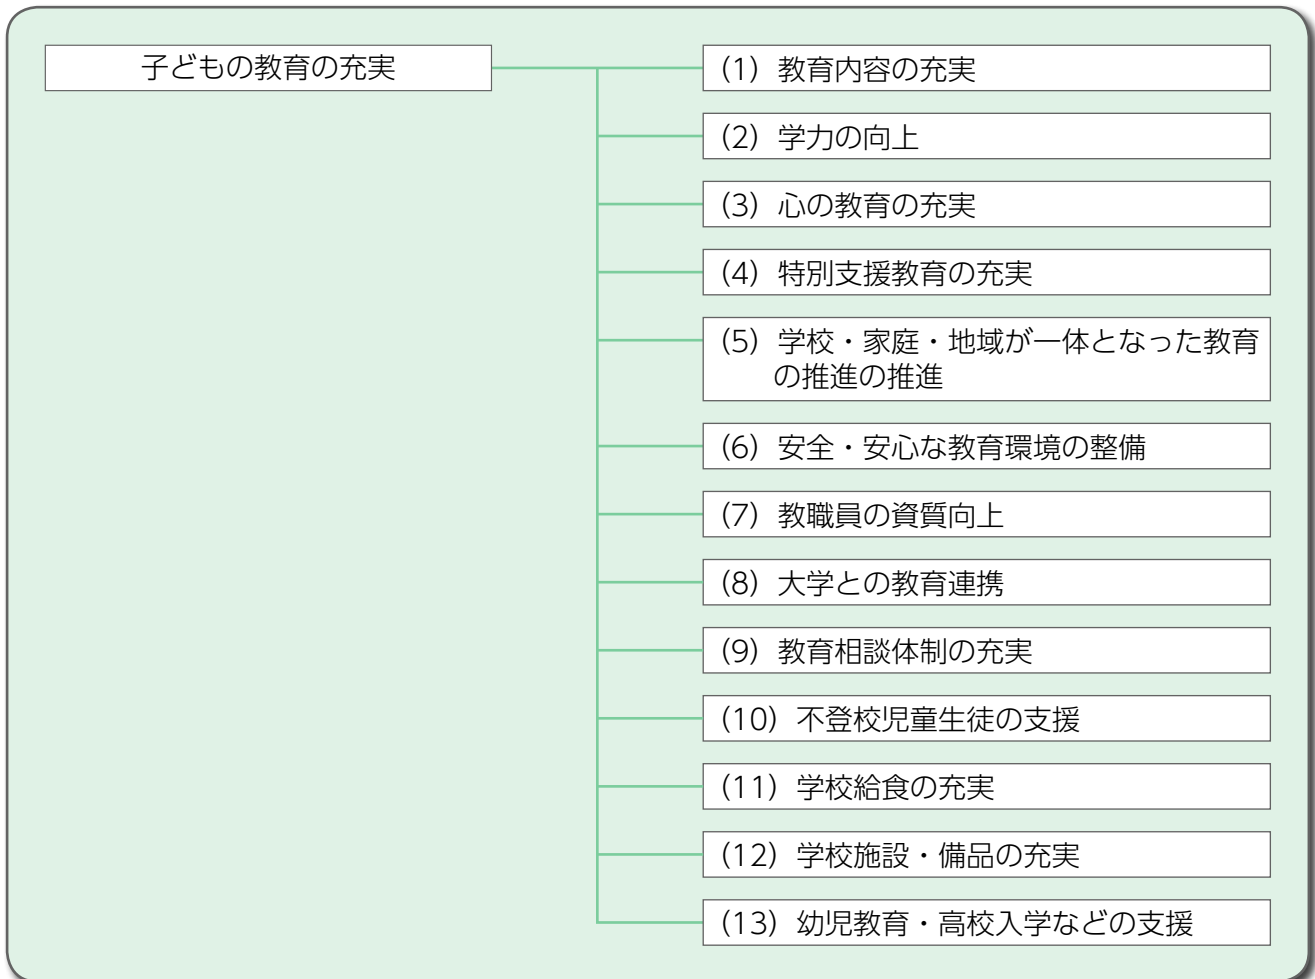 子どもの教育の充実
(1) 教育内容の充実
(2) 学力の向上
(3) 心の教育の充実
(4) 特別支援教育の充実
(5) 学校・家庭・地域が一体となった教育
の推進の推進
(6) 安全・安心な教育環境の整備
(7) 教職員の資質向上
(8) 大学との教育連携
(9) 教育相談体制の充実
(10) 不登校児童生徒の支援
(11) 学校給食の充実
(12) 学校施設・備品の充実
(13) 幼児教育・高校入学などの支援